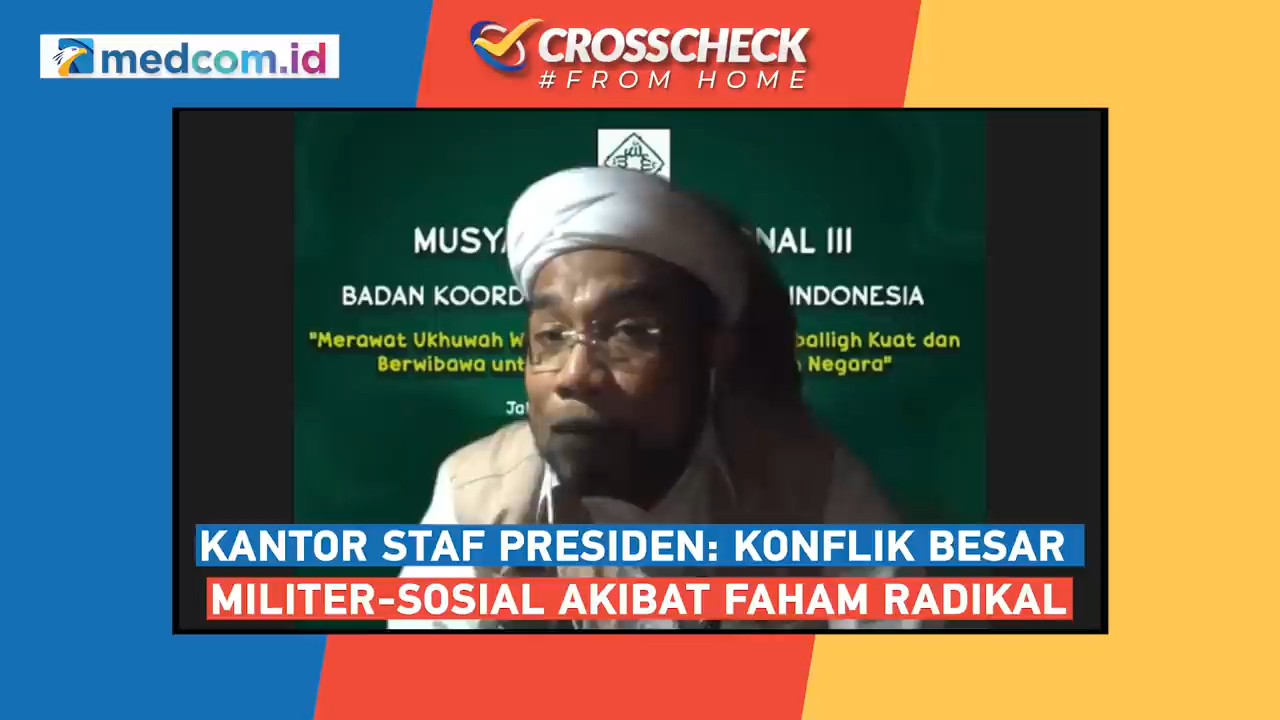 medcom.id
CROSSCHECK
#FROM HOME
MUSYA NAL III
BADAN KOORD INDONESIA
"Merawat Ukhuwah W balligh Kuat dan
Berwibawa unt Negara"
Ja
KANTOR STAF PRESIDEN: KONFLIK BESAR
MILITER-SOSIAL AKIBAT FAHAM RADIKAL